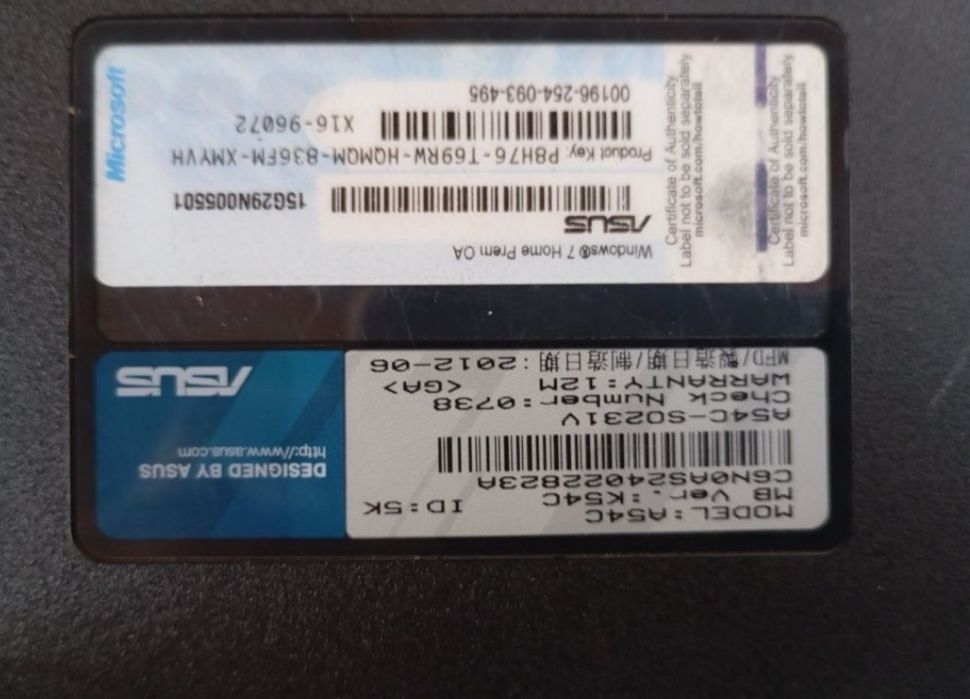 MODEL:A54C
MB Ver.:K54C ID:5K
C6N0AS24022823A
A54C-SO231V
Check Number:0738
WARRANTY:12M <GA>
MFD/製造日期/制造日期:2012-06
DESIGNED BY ASUS
http://www.asus.com
ASUS
Windows® 7 Home Prem OA
ASUS
15G29N005501
Product Key: P8H76-T69RW-HQMQM-836FM-XMYVH
X16-96072
00196-254-093-495
Microsoft
Certificate of Authenticity
Label not to be sold separately
microsoft.com/howtotell
Certificate of Authenticity
Label not to be sold separately
microsoft.com/howtotell